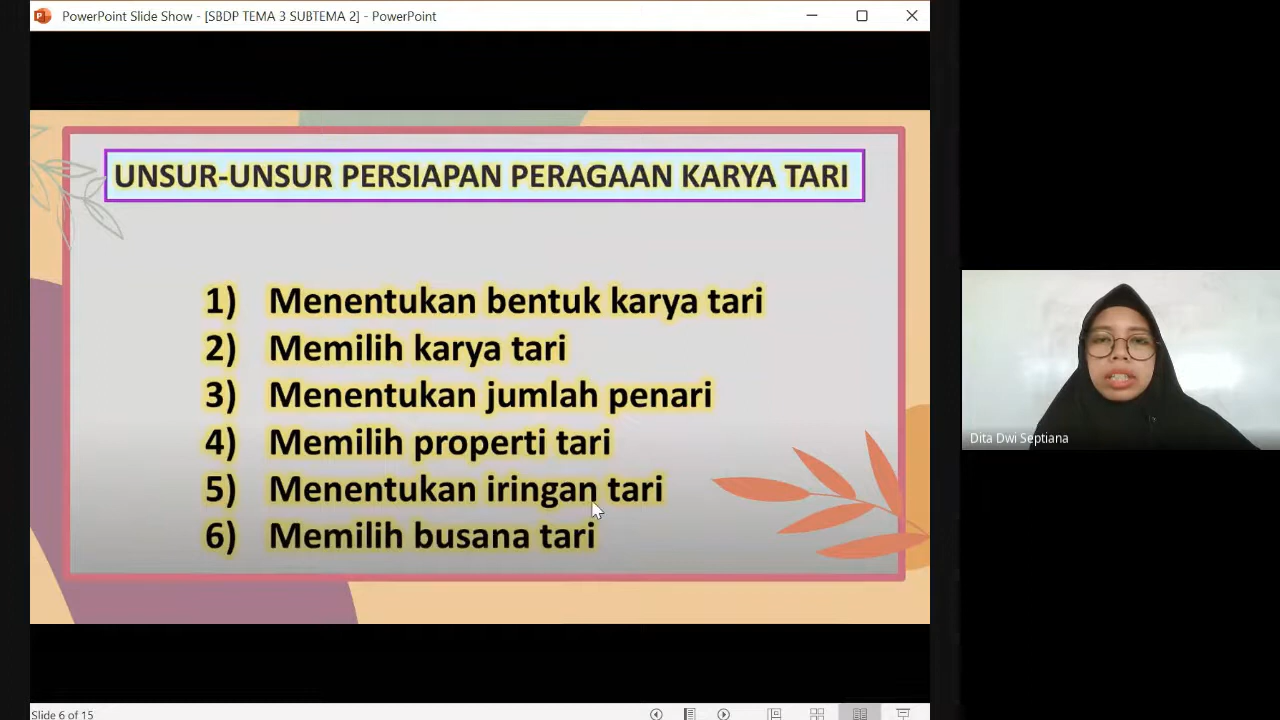 PowerPoint Slide Show - [SBDP TEMA 3 SUBTEMA 2] - PowerPoint
UNSUR-UNSUR PERSIAPAN PERAGAAN KARYA TARI
1) Menentukan bentuk karya tari
2) Memilih karya tari
3) Menentukan jumlah penari
4) Memilih properti tari
5) Menentukan iringan tari
6) Memilih busana tari
Dita Dwi Septiana
Slide 6 of 15